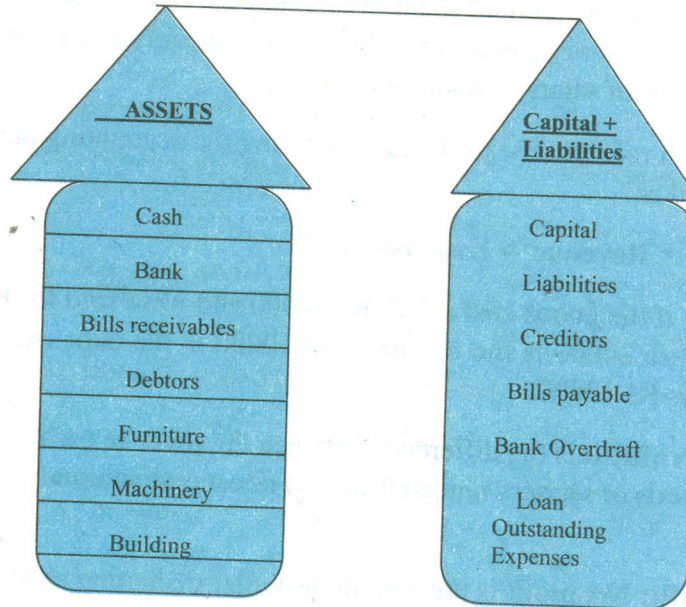 ASSETS
Cash
Bank
Bills receivables
Debtors
Furniture
Machinery
Building
Capital +
Liabilities
Capital
Liabilities
Creditors
Bills payable
Bank Overdraft
Loan
Outstanding
Expenses